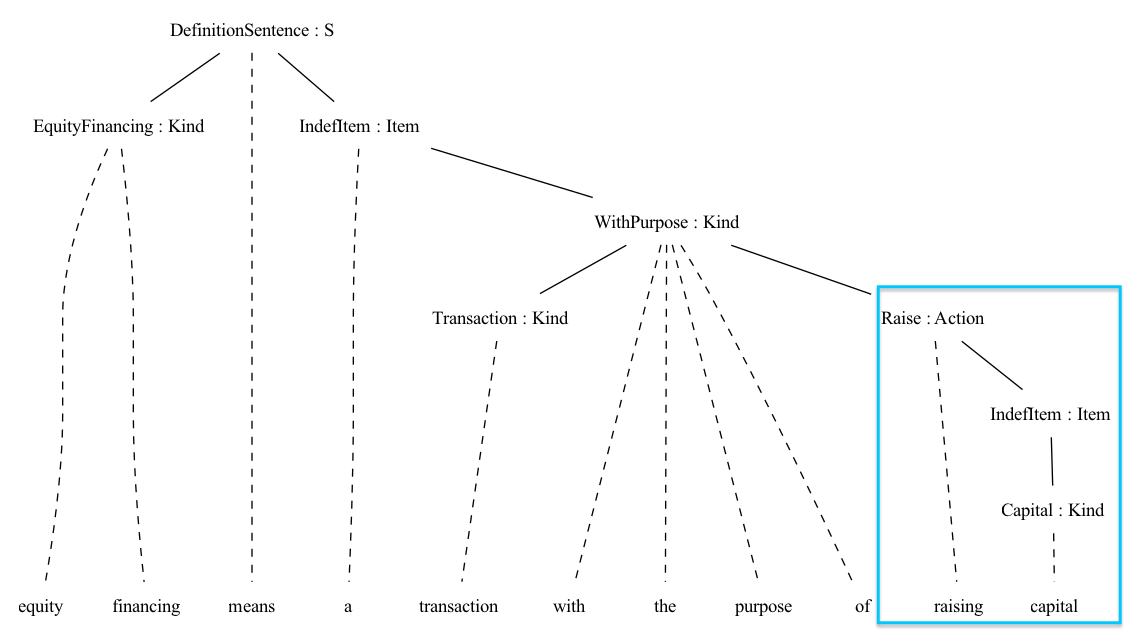 DefinitionSentence : S
EquityFinancing : Kind
IndefItem : Item
WithPurpose : Kind
Transaction : Kind
Raise : Action
IndefItem : Item
Capital : Kind
equity financing means a transaction with the purpose of raising capital